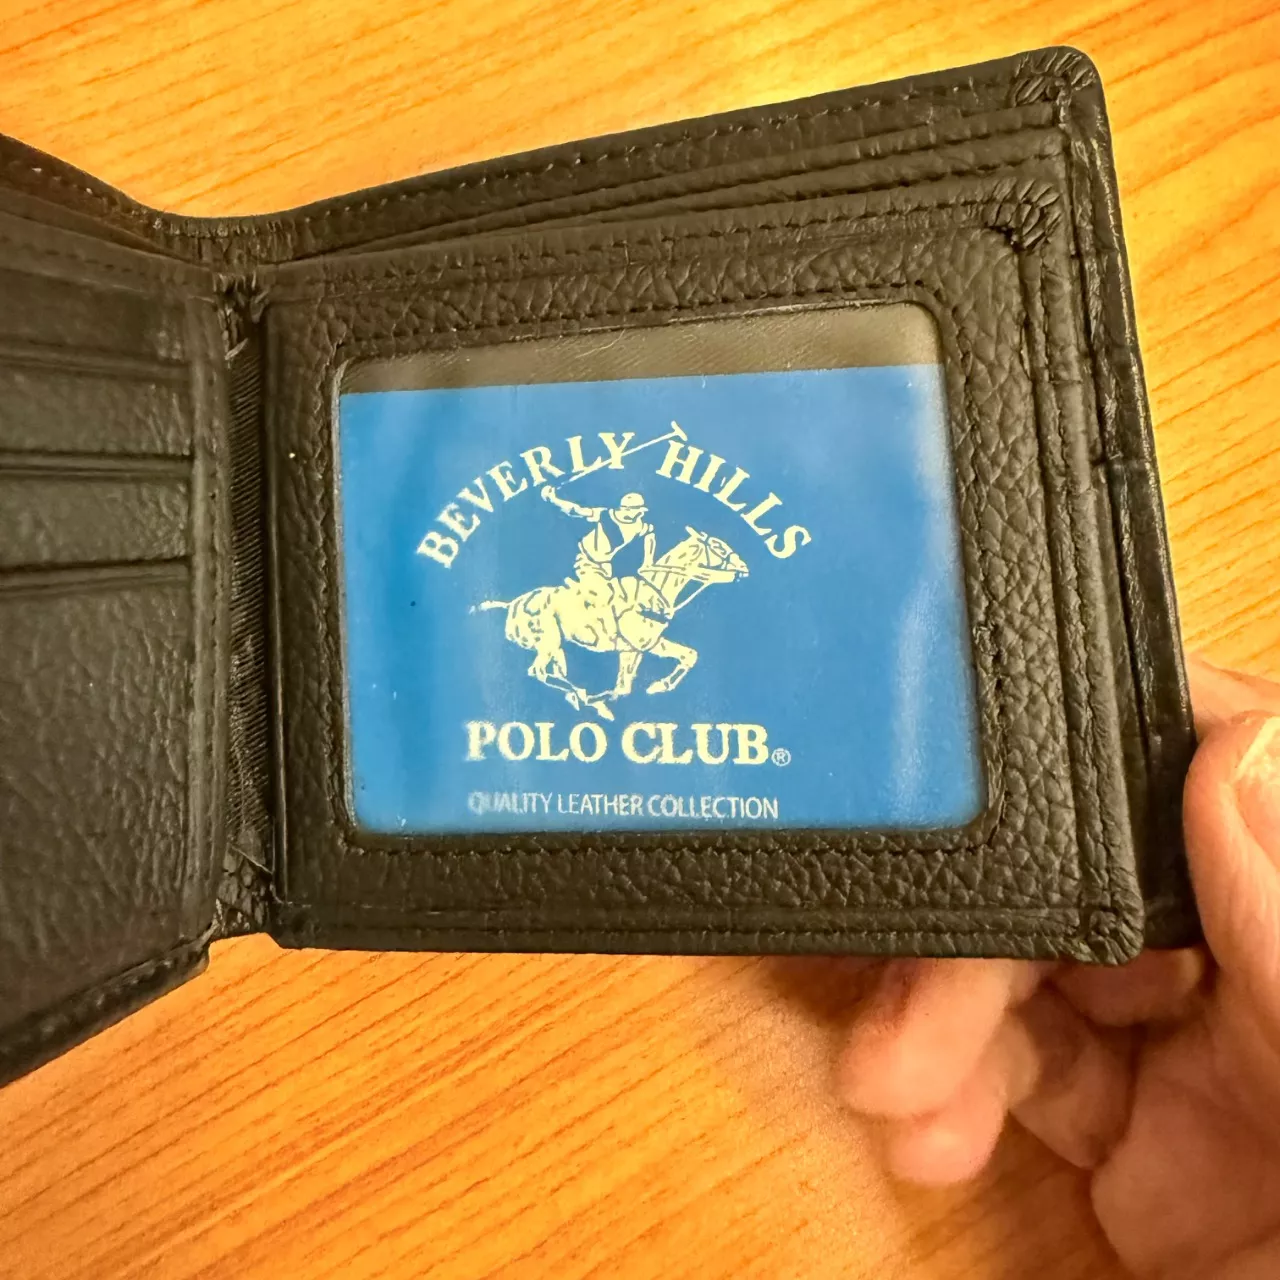 BEVERLY HILLS
POLO CLUB®
QUALITY LEATHER COLLECTION